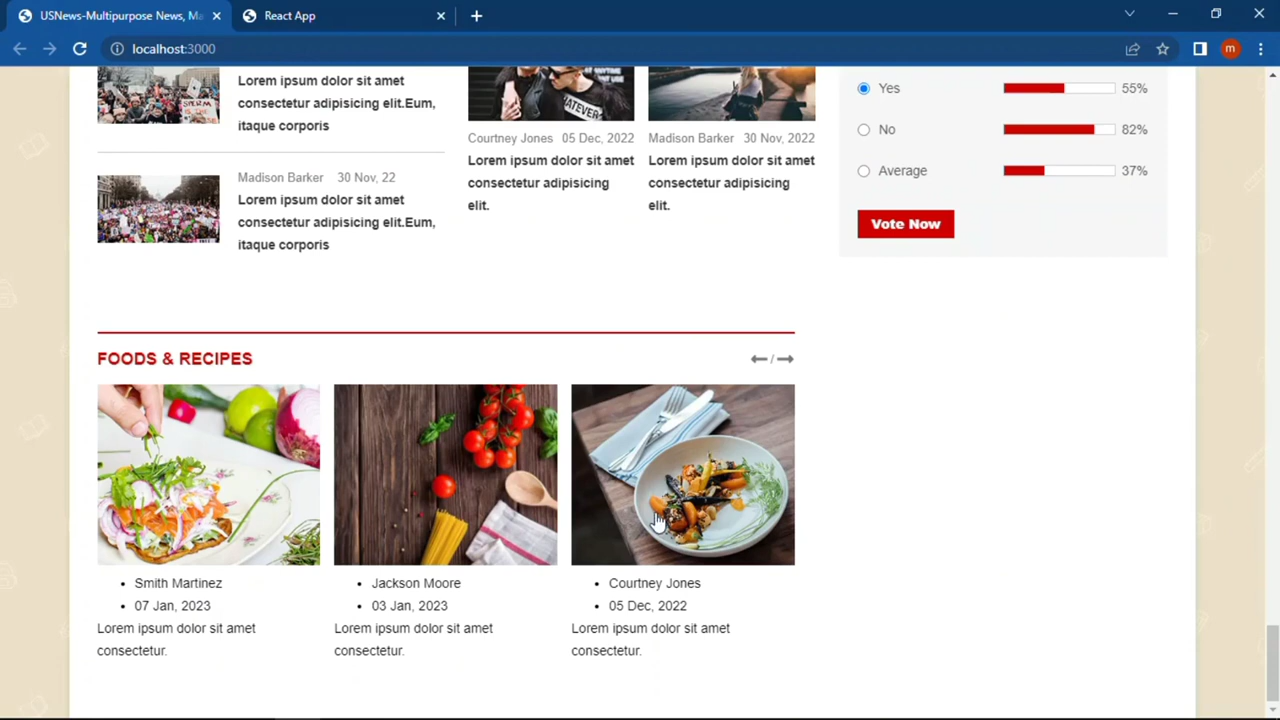 USNews-Multipurpose News, Ma
React App
localhost:3000
m
Lorem ipsum dolor sit amet
consectetur adipisicing elit.Eum,
itaque corporis
Madison Barker 30 Nov, 22
Lorem ipsum dolor sit amet
consectetur adipisicing elit.Eum,
itaque corporis
WHATEVER
Courtney Jones 05 Dec, 2022
Lorem ipsum dolor sit amet
consectetur adipisicing
elit.
Madison Barker 30 Nov, 2022
Lorem ipsum dolor sit amet
consectetur adipisicing
elit.
Yes 55%
No 82%
Average 37%
Vote Now
FOODS & RECIPES
/
Smith Martinez
07 Jan, 2023
Lorem ipsum dolor sit amet
consectetur.
Jackson Moore
03 Jan, 2023
Lorem ipsum dolor sit amet
consectetur.
Courtney Jones
05 Dec, 2022
Lorem ipsum dolor sit amet
consectetur.